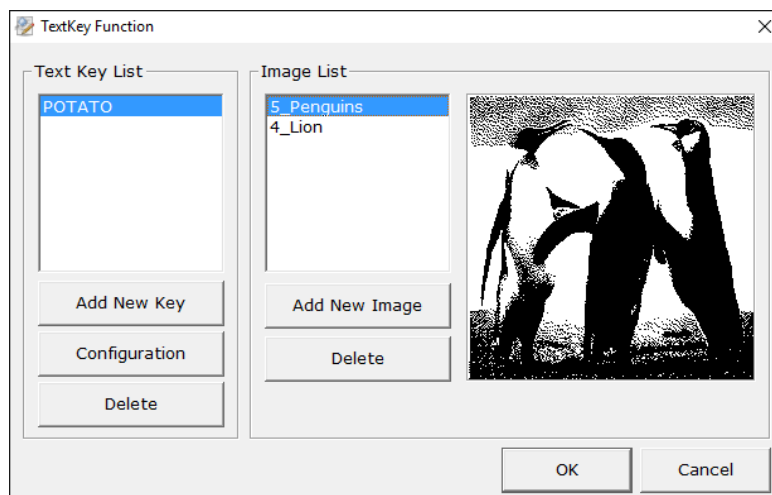 TextKey Function
Text Key List
POTATO
Add New Key
Configuration
Delete
Image List
5_Penguins
4_Lion
Add New Image
Delete
OK
Cancel